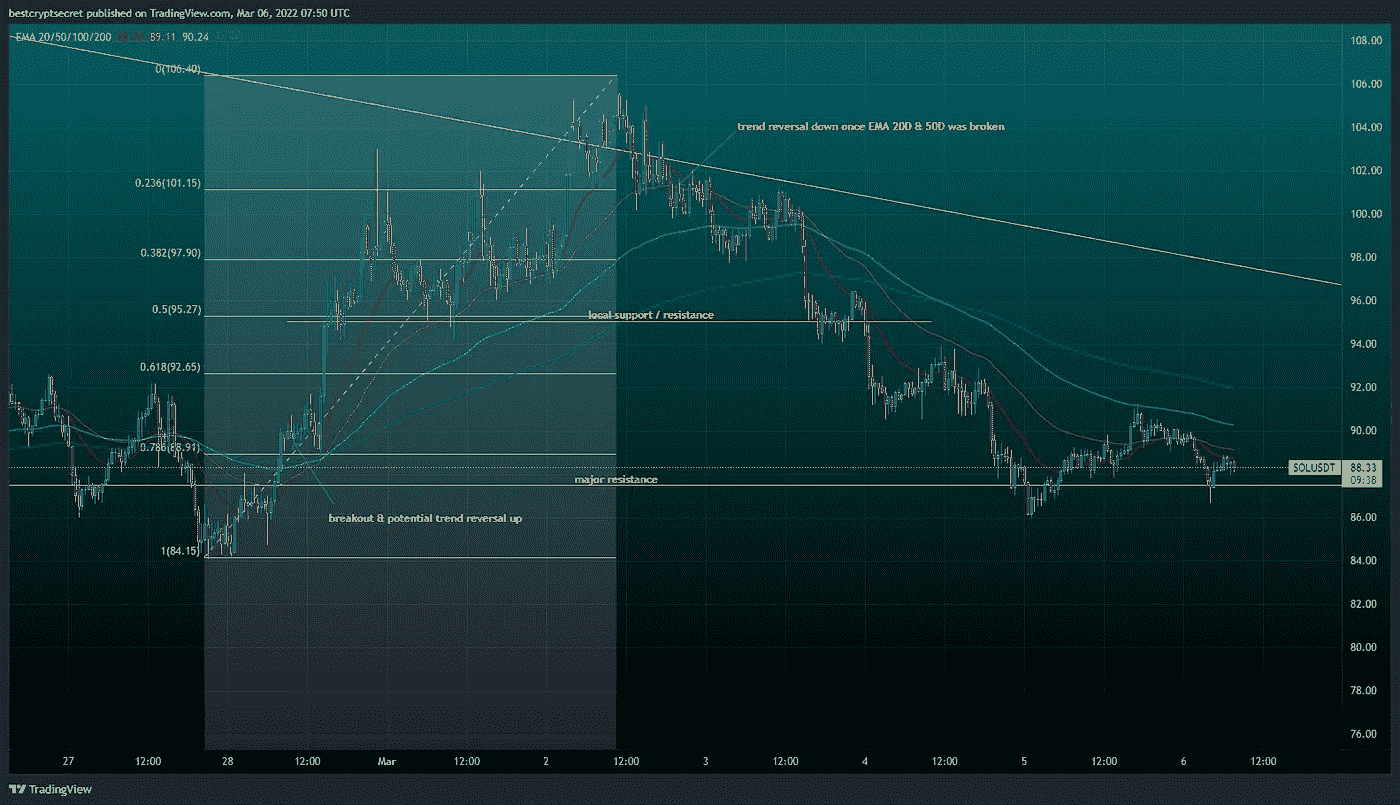 bestcryptsecret published on TradingView.com, Mar 06, 2022 07:50 UTC
EMA 20/50/100/200 89.11 90.24
108.00
0(106.40)
106.00
trend reversal down once EMA 20D & 50D was broken
104.00
102.00
0.236(101.15)
100.00
0.382(97.90)
98.00
96.00
0.5(95.27)
local support / resistance
94.00
0.618(92.65)
92.00
90.00
0.786(88.91)
SOLUSDT 88.33
09:38
major resistance
breakout & potential trend reversal up
86.00
1(84.15)
84.00
82.00
80.00
78.00
76.00
27 12:00 28 12:00 Mar 12:00 2 12:00 3 12:00 4 12:00 5 12:00 6 12:00
TradingView